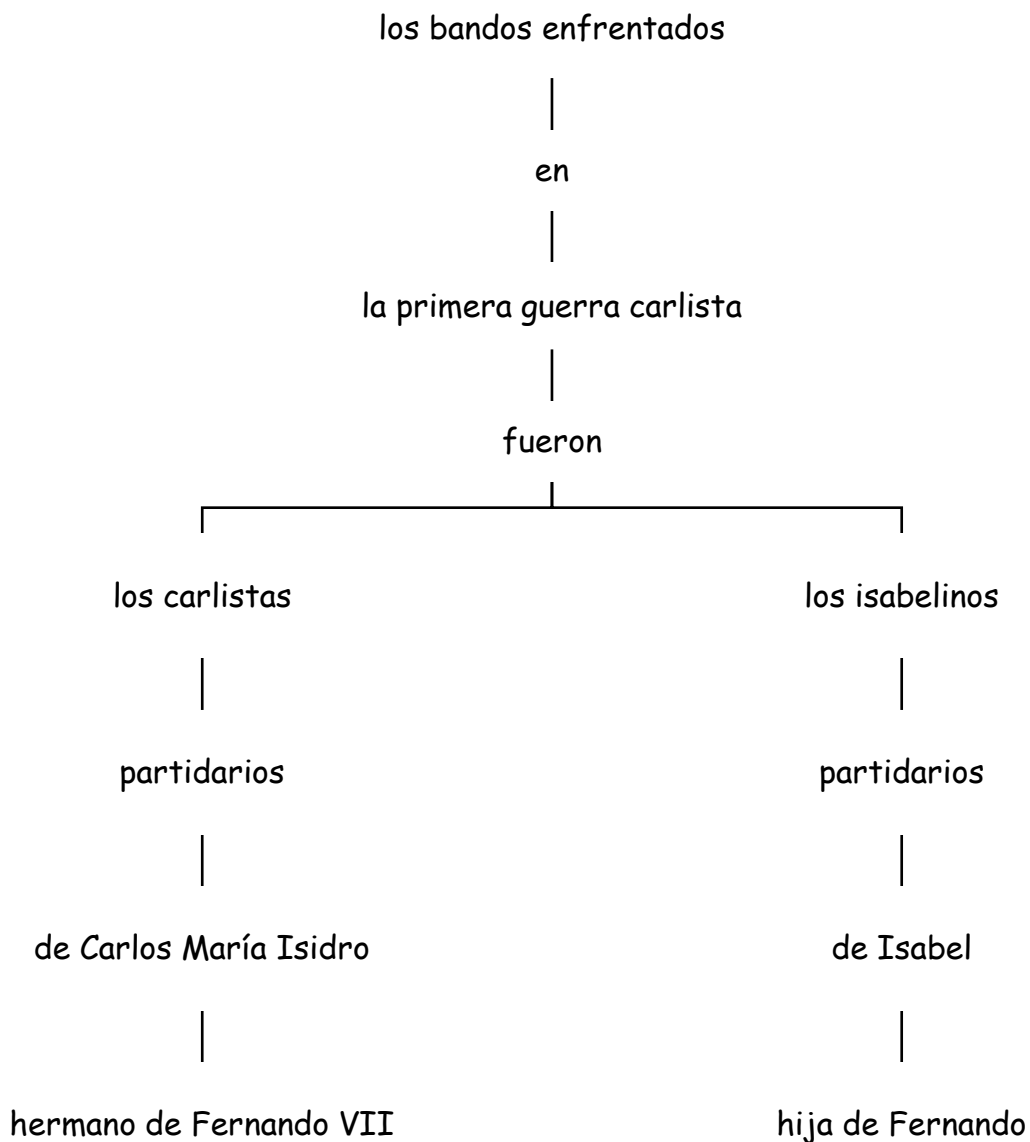 los bandos enfrentados
en
la primera guerra carlista
fueron
los carlistas
los isabelinos
partidarios
partidarios
de Carlos María Isidro
de Isabel
hermano de Fernando VII
hija de Fernando